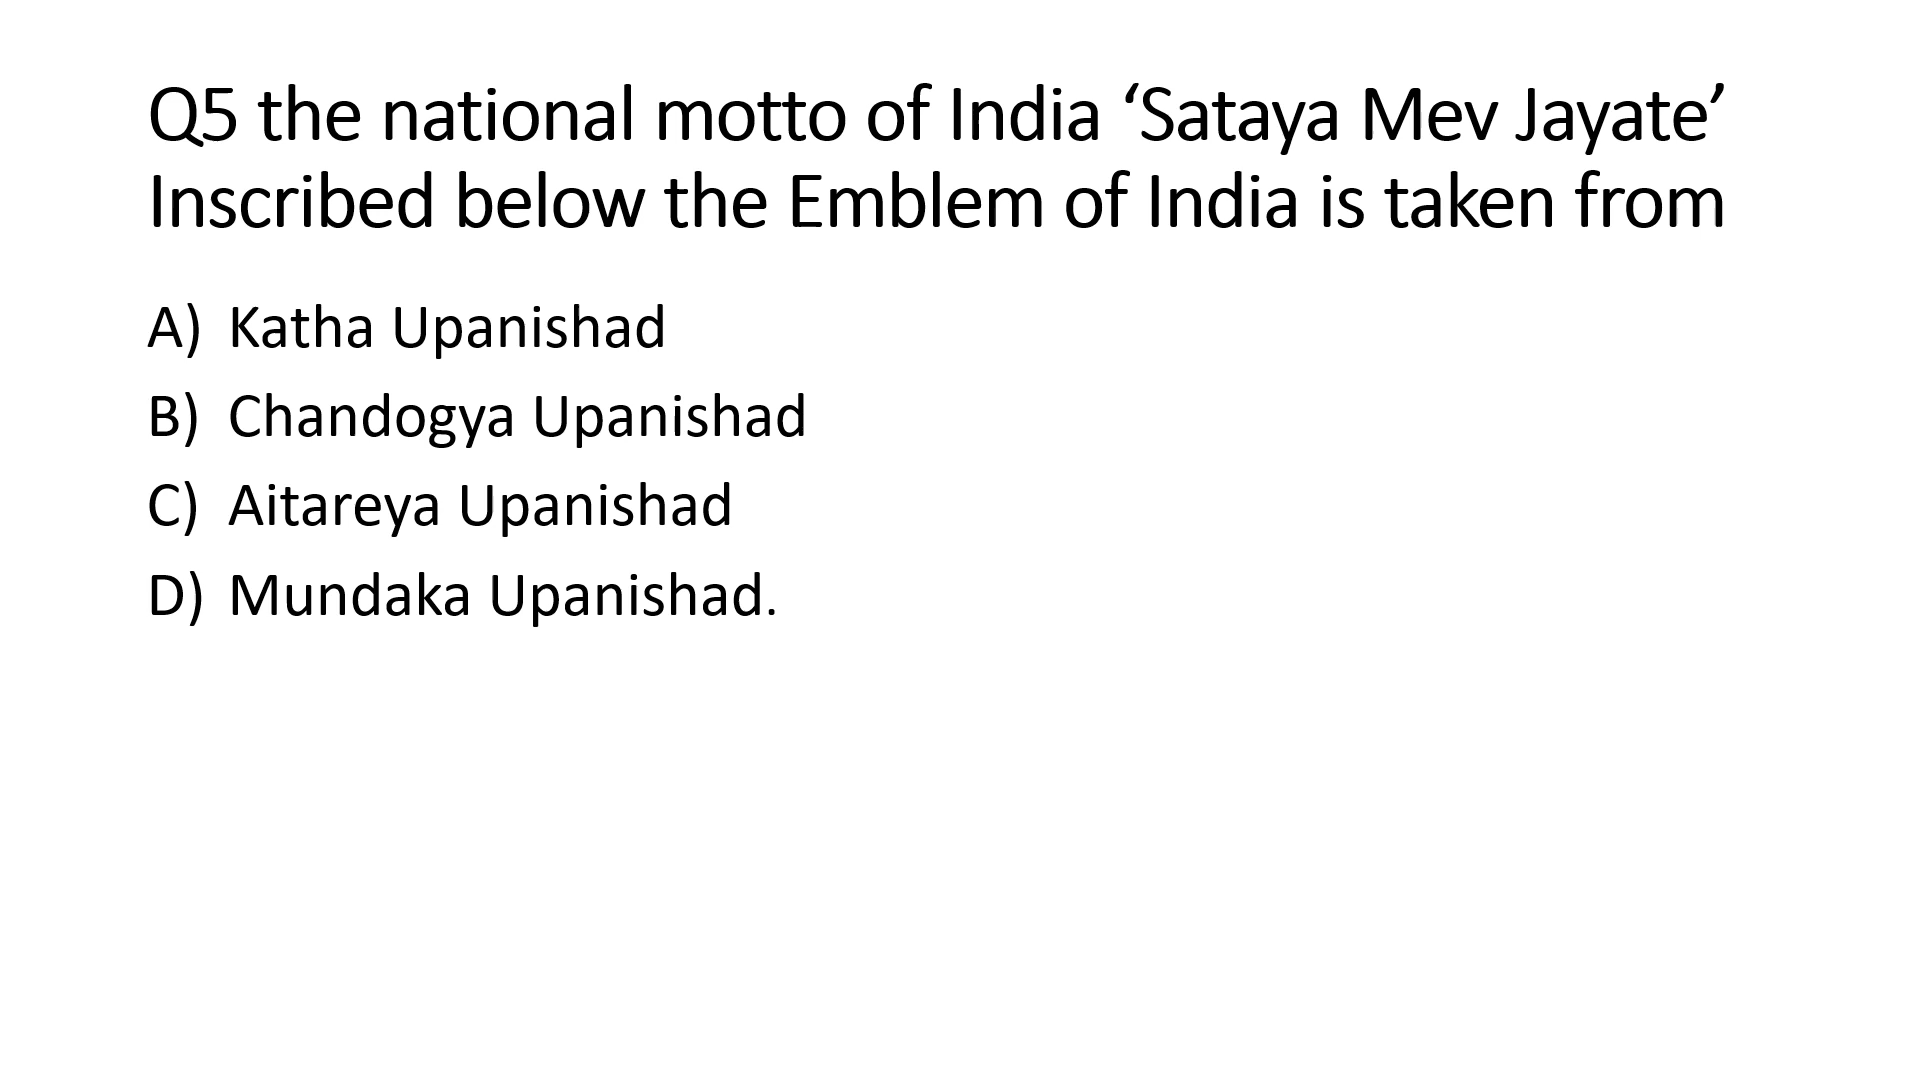 Q5 the national motto of India ‘Sataya Mev Jayate’
Inscribed below the Emblem of India is taken from
A) Katha Upanishad
B) Chandogya Upanishad
C) Aitareya Upanishad
D) Mundaka Upanishad.